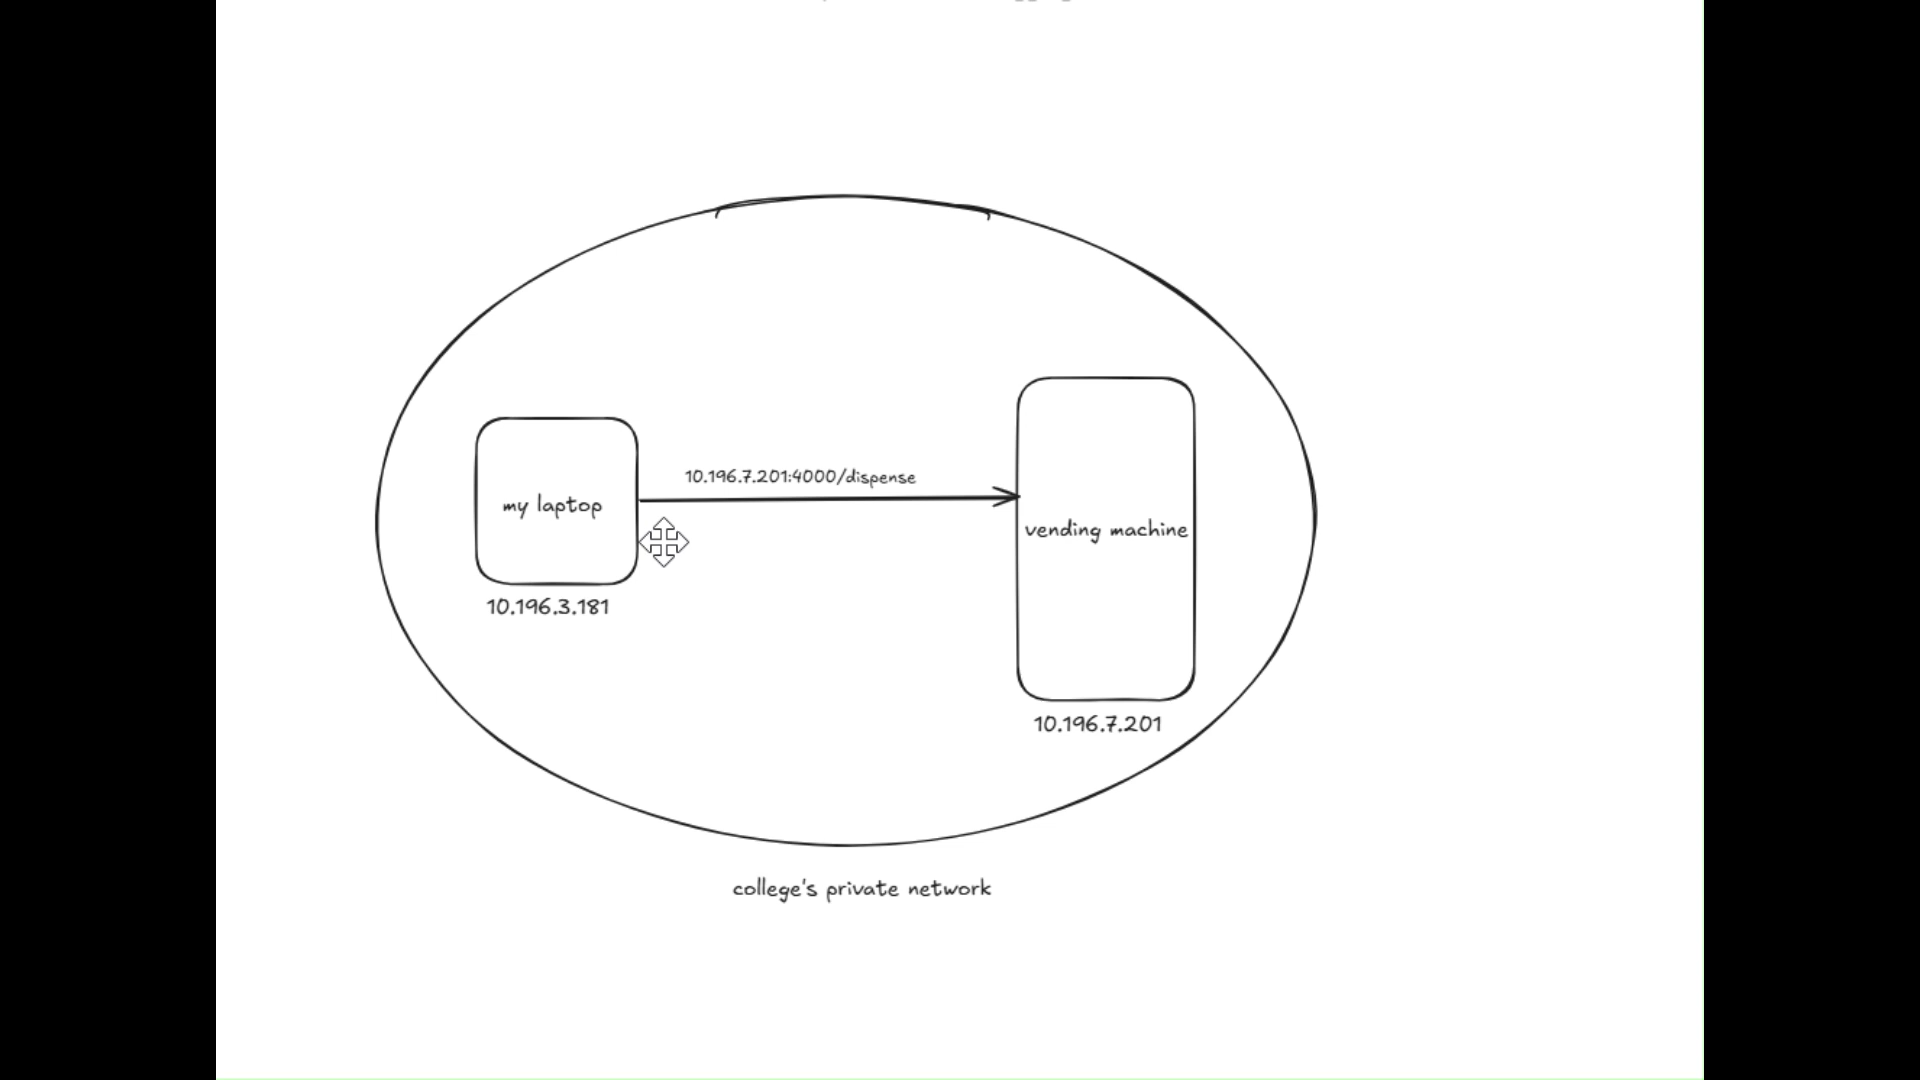 10.196.7.201:4000/dispense
my laptop
vending machine
10.196.3.181
10.196.7.201
college's private network